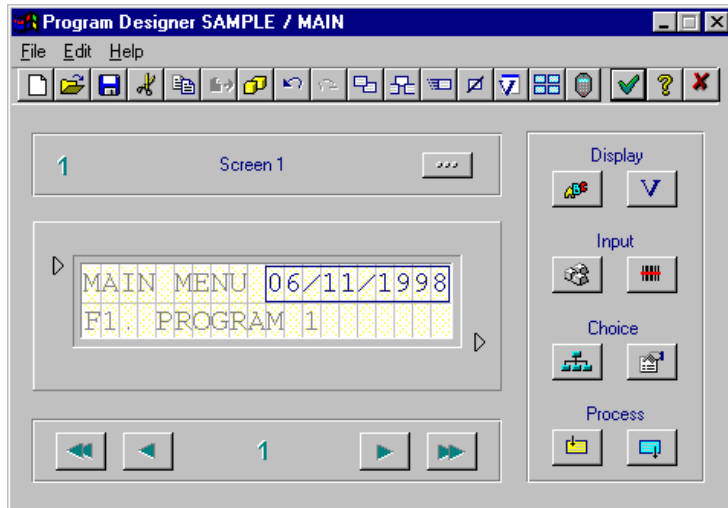 Program Designer SAMPLE / MAIN
File Edit Help
1 Screen 1 ...
MAIN MENU 06/11/1998
F1. PROGRAM 1
1
Display
ABC V
Input
Choice
Process